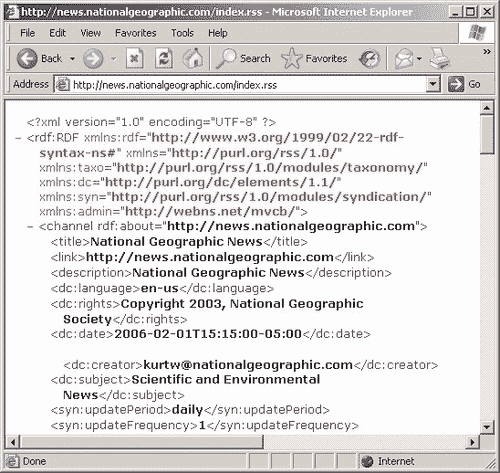 http://news.nationalgeographic.com/index.rss - Microsoft Internet Explorer
File Edit View Favorites Tools Help
Back Search Favorites
Address http://news.nationalgeographic.com/index.rss Go
<?xml version="1.0" encoding="UTF-8" ?>
- <rdf:RDF xmlns:rdf="http://www.w3.org/1999/02/22-rdf-
syntax-ns#" xmlns="http://purl.org/rss/1.0/"
xmlns:taxo="http://purl.org/rss/1.0/modules/taxonomy/"
xmlns:dc="http://purl.org/dc/elements/1.1/"
xmlns:syn="http://purl.org/rss/1.0/modules/syndication/"
xmlns:admin="http://webns.net/mvcb/">
- <channel rdf:about="http://news.nationalgeographic.com">
<title>National Geographic News</title>
<link>http://news.nationalgeographic.com</link>
<description>National Geographic News</description>
<dc:language>en-us</dc:language>
<dc:rights>Copyright 2003, National Geographic
Society</dc:rights>
<dc:date>2006-02-01T15:15:00-05:00</dc:date>
<dc:creator>kurtw@nationalgeographic.com</dc:creator>
<dc:subject>Scientific and Environmental
News</dc:subject>
<syn:updatePeriod>daily</syn:updatePeriod>
<syn:updateFrequency>1</syn:updateFrequency>
Done Internet